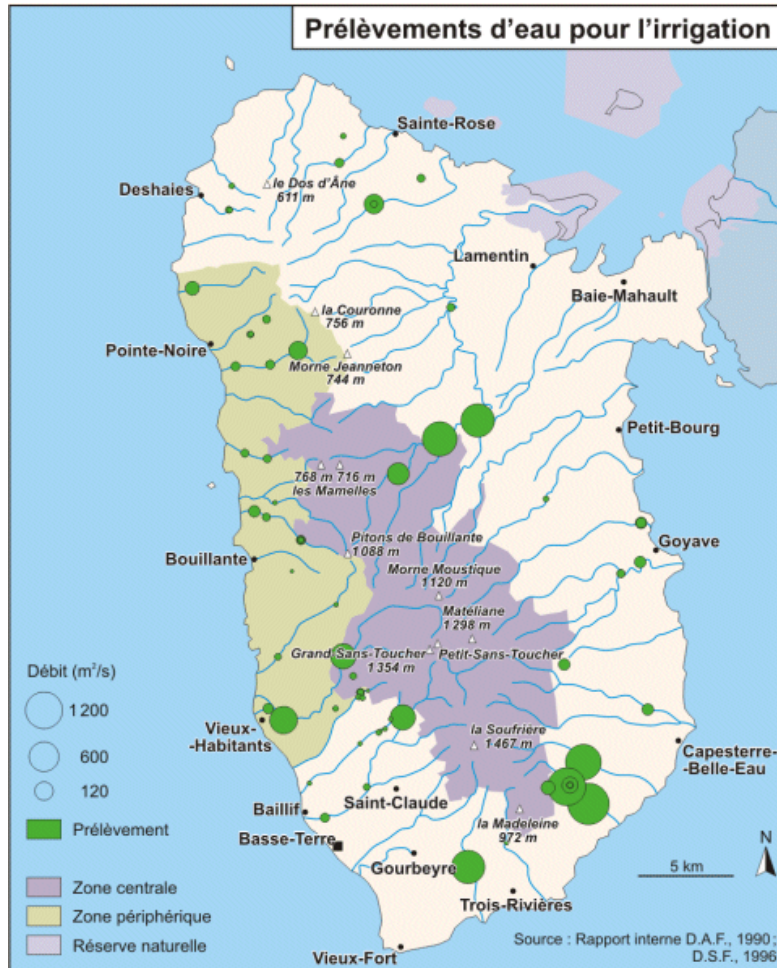 Prélèvements d'eau pour l'irrigation
Sainte-Rose
le Dos d'Âne
611 m
Deshaies
Lamentin
Baie-Mahault
la Couronne
756 m
Pointe-Noire
Morne Jeanneton
744 m
Petit-Bourg
768 m 716 m
les Mamelles
Pitons de Bouillante
1 088 m
Goyave
Bouillante
Morne Moustique
1 120 m
Matéliane
1 298 m
Grand Sans-Toucher
1 354 m
Petit-Sans-Toucher
Débit (m²/s)
1 200
600
120
Prélèvement
Zone centrale
Zone périphérique
Réserve naturelle
Vieux-
-Habitants
la Soufrière
1 467 m
Capesterre-
-Belle-Eau
Saint-Claude
Baillif
la Madeleine
972 m
Basse-Terre
Gourbeyre
5 km
N
Trois-Rivières
Vieux-Fort
Source : Rapport interne D.A.F., 1990 ;
D.S.F., 1996